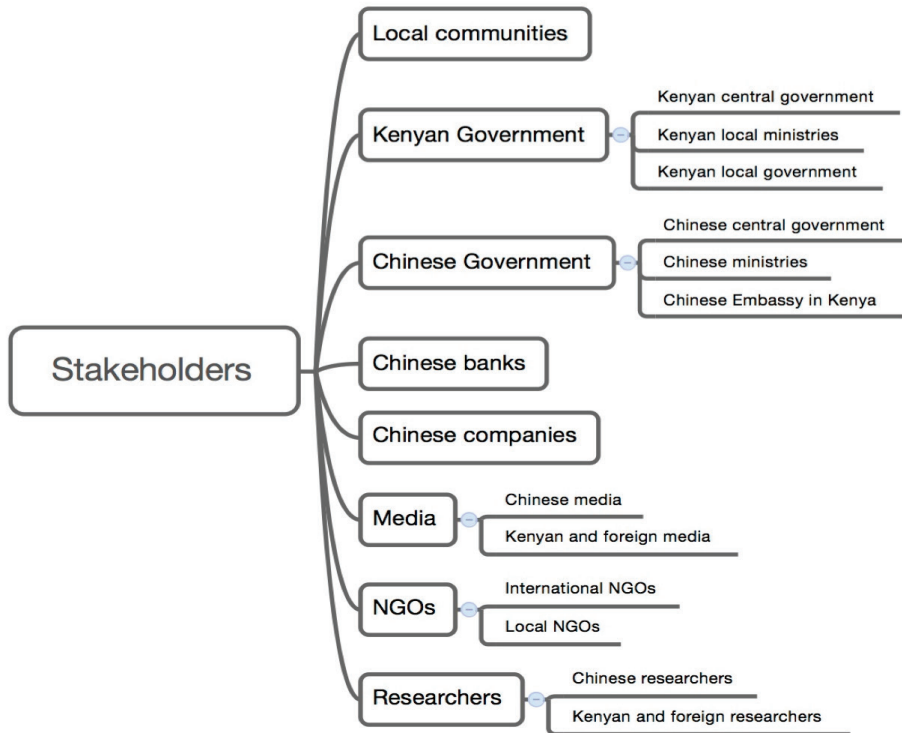 Stakeholders
Local communities
Kenyan Government
Kenyan central government
Kenyan local ministries
Kenyan local government
Chinese Government
Chinese central government
Chinese ministries
Chinese Embassy in Kenya
Chinese banks
Chinese companies
Media
Chinese media
Kenyan and foreign media
NGOs
International NGOs
Local NGOs
Researchers
Chinese researchers
Kenyan and foreign researchers